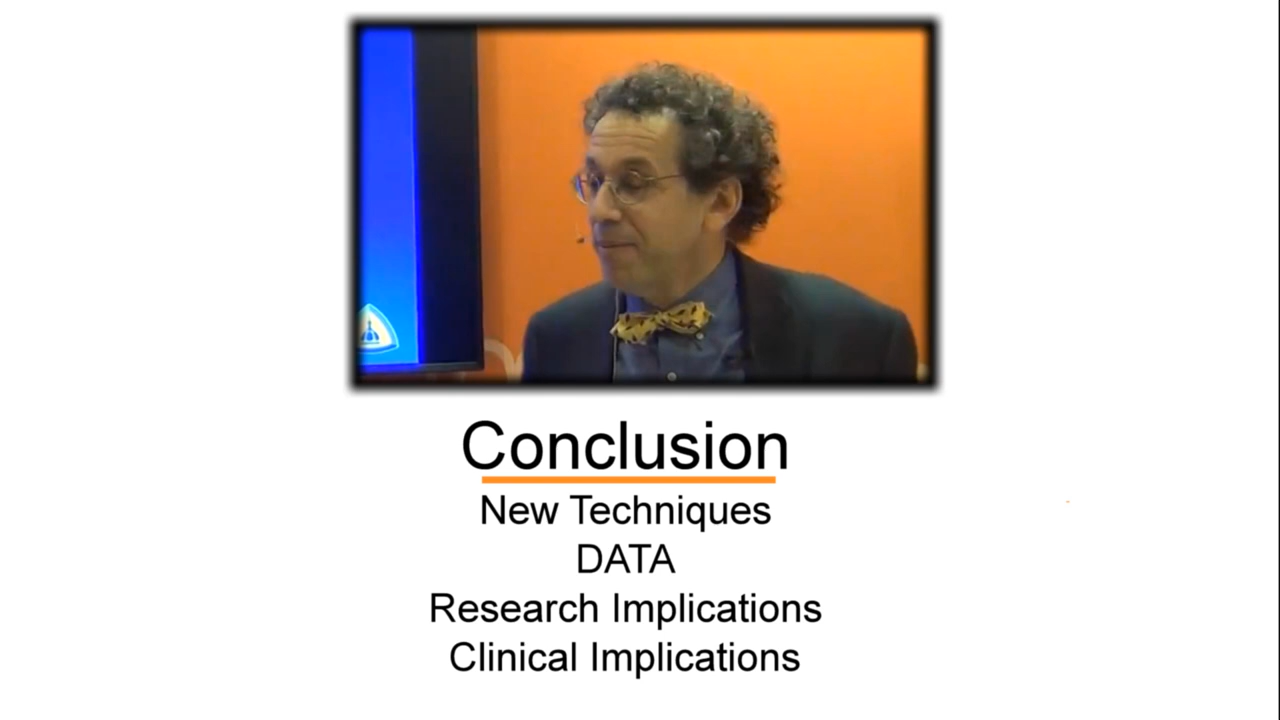 Conclusion
New Techniques
DATA
Research Implications
Clinical Implications